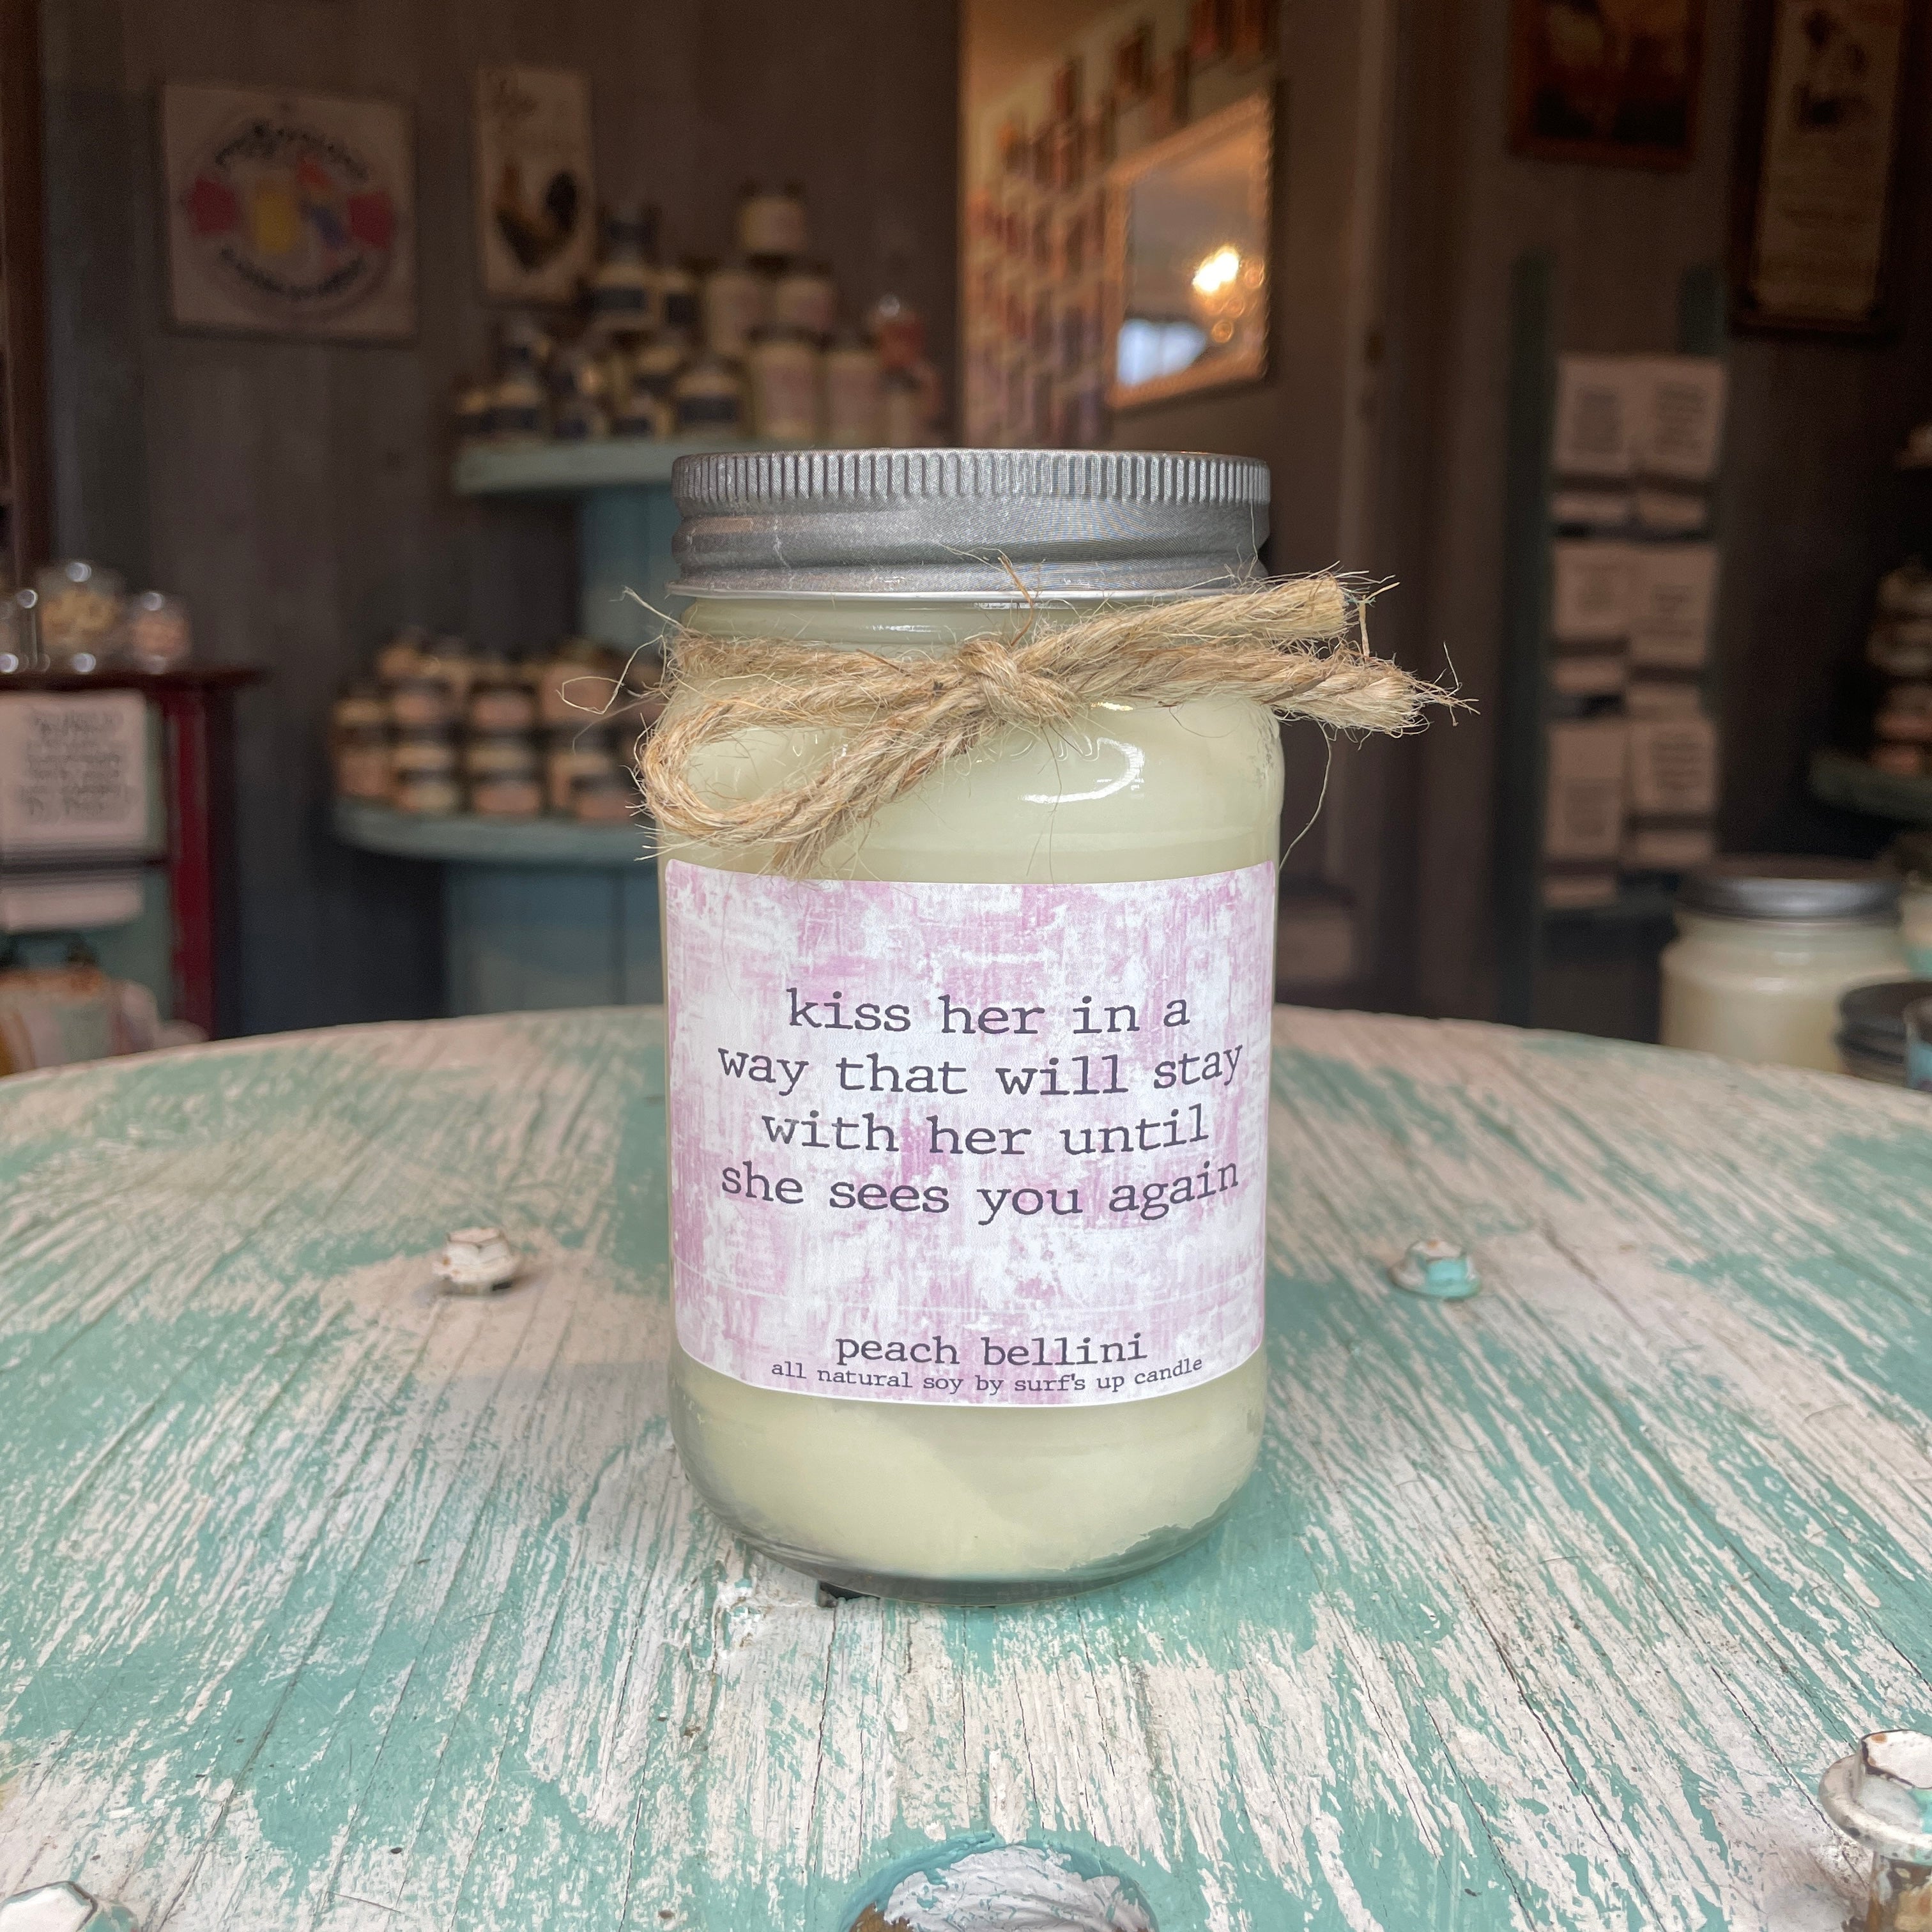 kiss her in a
way that will stay
with her until
she sees you again
peach bellini
all natural soy by surf's up candle